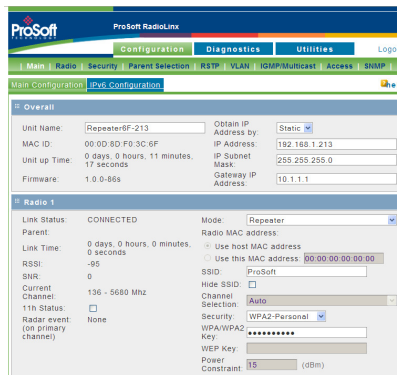 ProSoft
TECHNOLOGY
ProSoft RadioLinx
Configuration Diagnostics Utilities Logo
| Main | Radio | Security | Parent Selection | RSTP | VLAN | IGMP/Multicast | Access | SNMP |
Main Configuration IPv6 Configuration
Overall
Unit Name: Repeater6F-213 Obtain IP Address by: Static
MAC ID: 00:0D:8D:F0:3C:6F IP Address: 192.168.1.213
Unit up Time: 0 days, 0 hours, 11 minutes, 17 seconds IP Subnet Mask: 255.255.255.0
Firmware: 1.0.0-86s Gateway IP Address: 10.1.1.1
Radio 1
Link Status: CONNECTED Mode: Repeater
Parent: Radio MAC address:
Link Time: 0 days, 0 hours, 0 minutes, 0 seconds Use host MAC address
Use this MAC address: 00:00:00:00:00:00
RSSI: -95 SSID: ProSoft
SNR: 0 Hide SSID:
Current Channel: 136 - 5680 Mhz Channel Selection: Auto
11h Status: Security: WPA2-Personal
Radar event: (on primary channel) None WPA/WPA2 Key: ••••••••••
WEP Key:
Power Constraint: 15 (dBm)